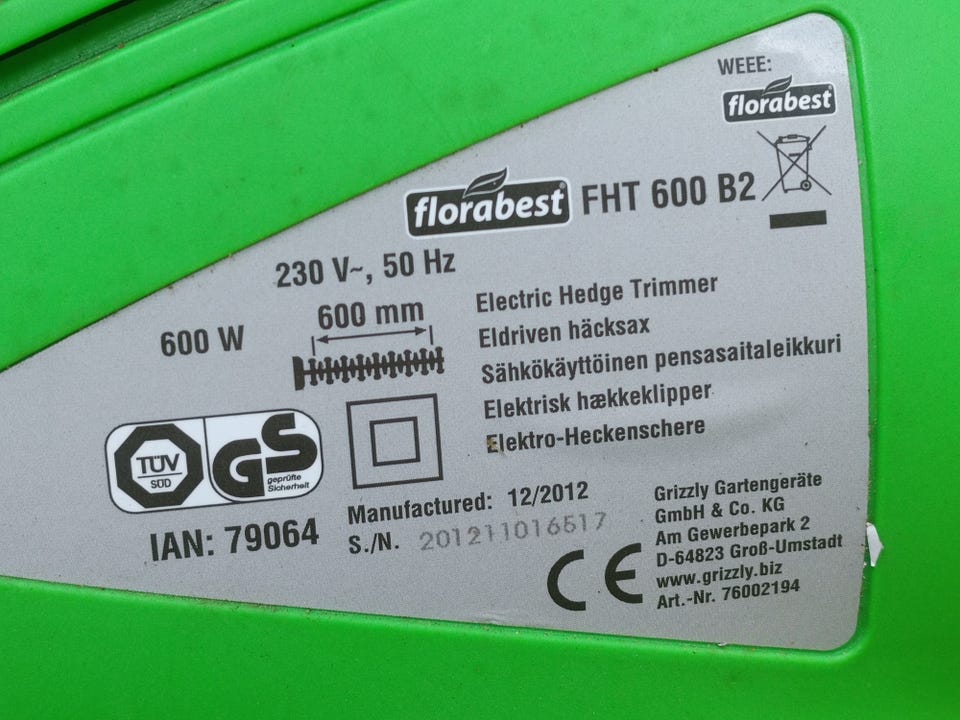 WEEE:
florabest
florabest® FHT 600 B2
230 V~, 50 Hz
600 W
600 mm
Electric Hedge Trimmer
Eldriven häcksax
Sähkökäyttöinen pensasaitaleikkuri
Elektrisk hækkeklipper
Elektro-Heckenschere
TÜV
SÜD
GS
geprüfte
Sicherheit
IAN: 79064
Manufactured: 12/2012
S./N. 201211016517
CE
Grizzly Gartengeräte
GmbH & Co. KG
Am Gewerbepark 2
D-64823 Groß-Umstadt
www.grizzly.biz
Art.-Nr. 76002194